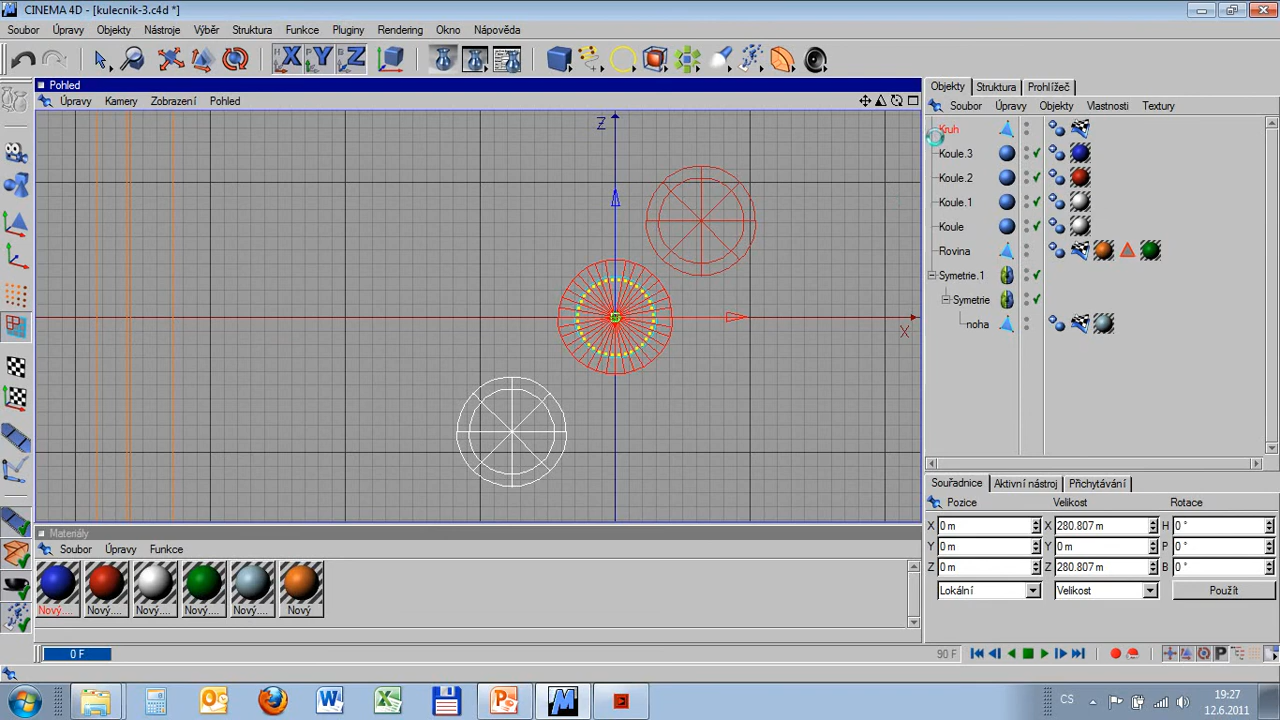 CINEMA 4D - [kulecnik-3.c4d *]
Soubor Úpravy Objekty Nástroje Výběr Struktura Funkce Pluginy Rendering Okno Nápověda
X Y Z
Pohled
Úpravy Kamery Zobrazení Pohled
Z
X
Objekty Struktura Prohlížeč
Soubor Úpravy Objekty Vlastnosti Textury
Kruh
Koule.3
Koule.2
Koule.1
Koule
Rovina
Symetrie.1
Symetrie
noha
Souřadnice Aktivní nástroj Přichytávání
Pozice Velikost Rotace
X 0 m X 280.807 m H 0 °
Y 0 m Y 0 m P 0 °
Z 0 m Z 280.807 m B 0 °
Lokální Velikost Použít
Materiály
Soubor Úpravy Funkce
Nový.... Nový.... Nový.... Nový.... Nový.... Nový
0 F 90 F
P
CS 19:27
12.6.2011